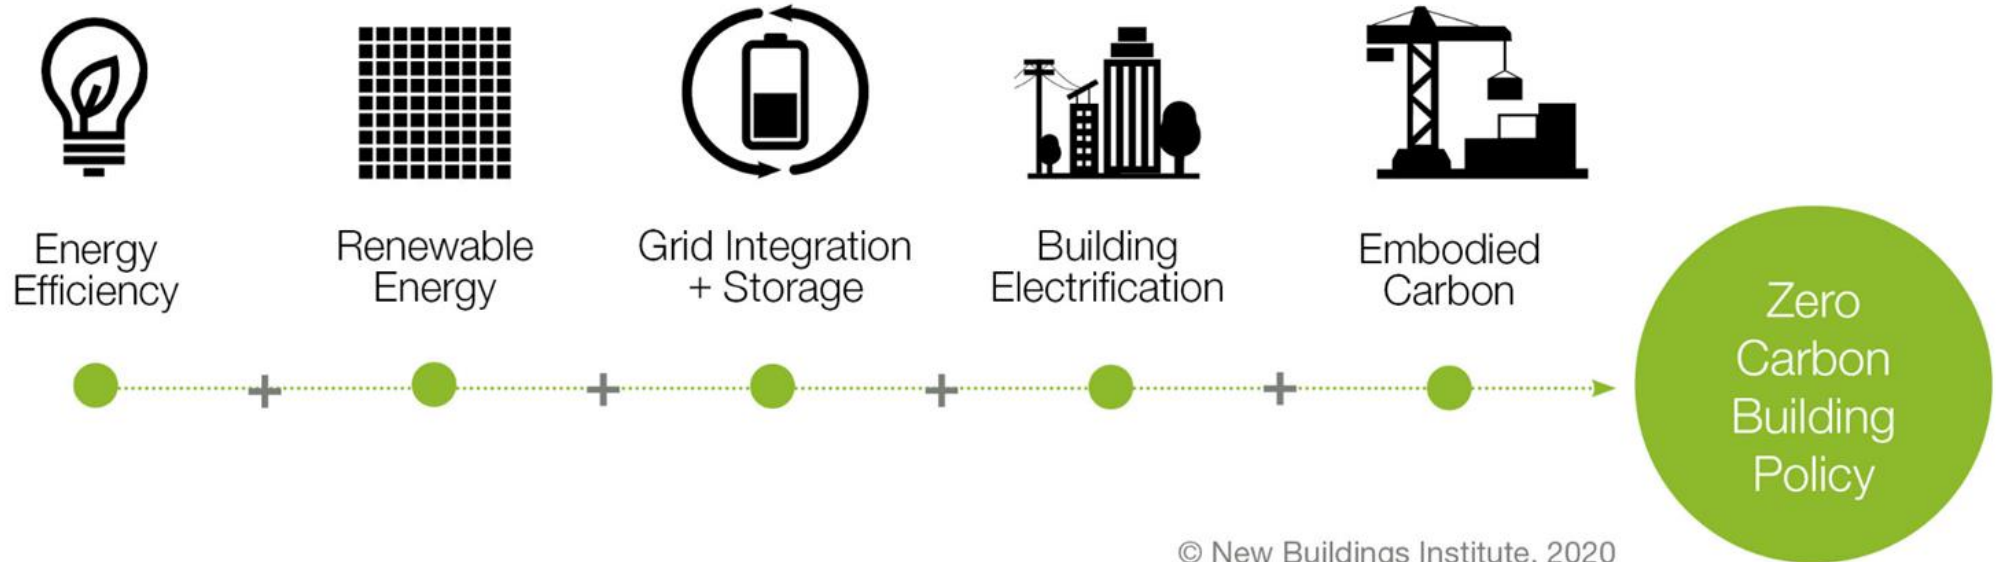 Energy
Efficiency
Renewable
Energy
Grid Integration
+ Storage
Building
Electrification
Embodied
Carbon
Zero
Carbon
Building
Policy
© New Buildings Institute, 2020